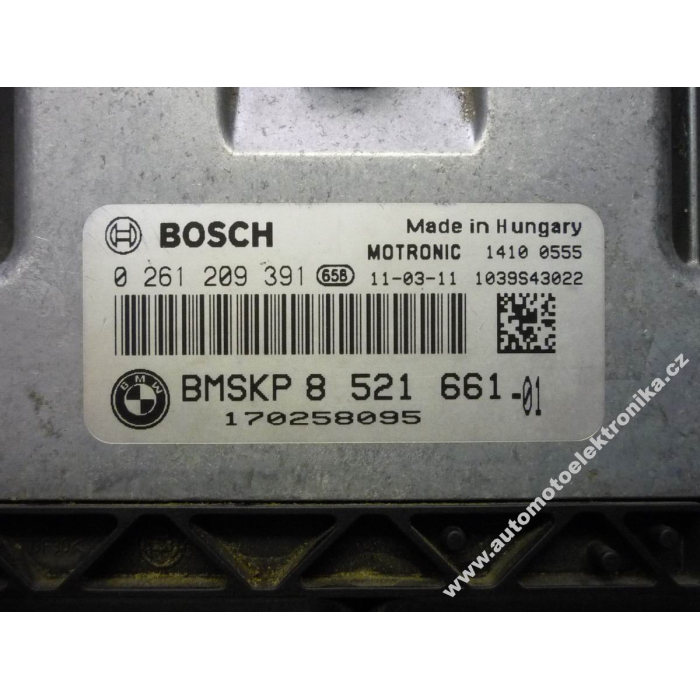 BOSCH Made in Hungary
MOTRONIC 1410 0555
0 261 209 391 658 11-03-11 1039S43022
BMW BMSKP 8 521 661-01
170258095
www.automotoelektronika.cz